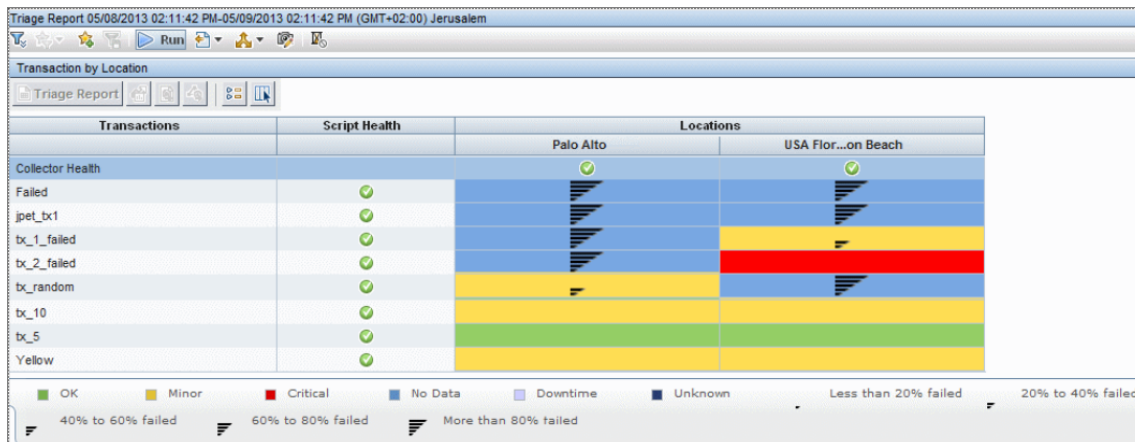 Triage Report 05/08/2013 02:11:42 PM-05/09/2013 02:11:42 PM (GMT+02:00) Jerusalem
Run
Transaction by Location
Triage Report
Transactions Script Health Locations
Palo Alto USA Flor...on Beach
Collector Health
Failed
jpet_tx1
tx_1_failed
tx_2_failed
tx_random
tx_10
tx_5
Yellow
OK Minor Critical No Data Downtime Unknown Less than 20% failed 20% to 40% failed
40% to 60% failed 60% to 80% failed More than 80% failed